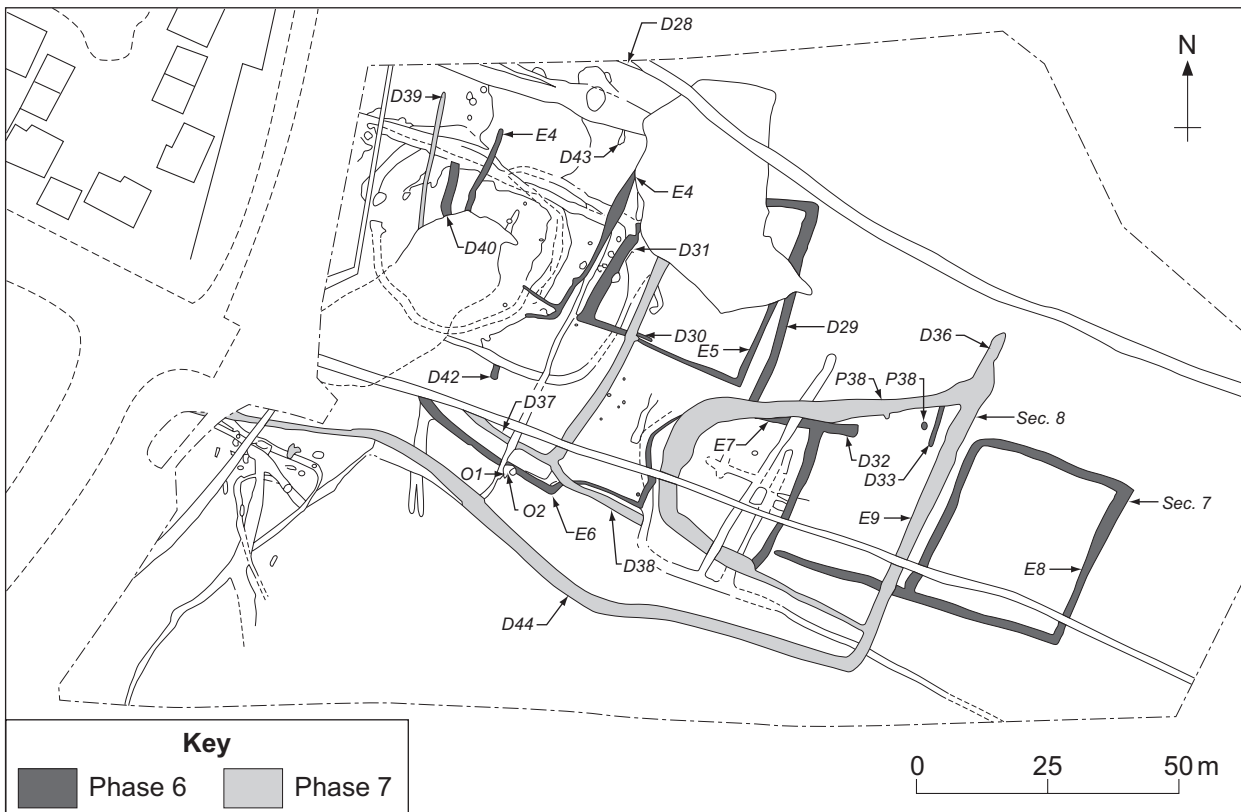 D28
N
D39
E4
D43
E4
D40
D31
D29
D30
E5
D36
D42
P38
P38
D37
Sec. 8
E7
D32
D33
O1
O2
Sec. 7
E6
E9
D38
E8
D44
Key
Phase 6
Phase 7
0
25
50 m